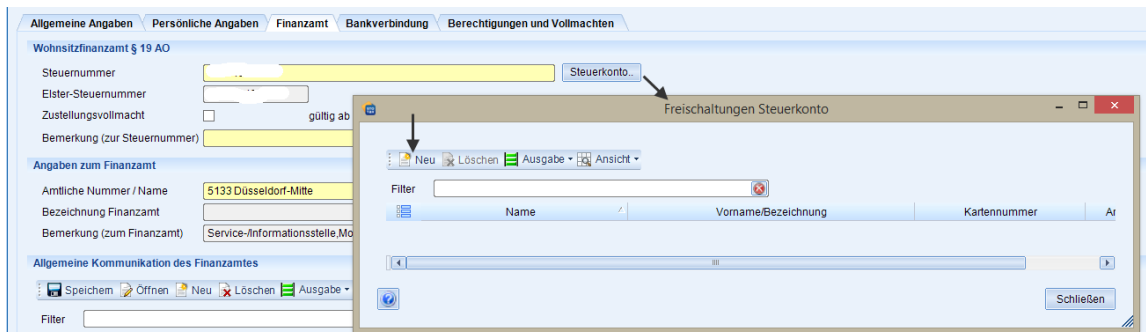 Allgemeine Angaben Persönliche Angaben Finanzamt Bankverbindung Berechtigungen und Vollmachten
Wohnsitzfinanzamt § 19 AO
Steuernummer Steuerkonto..
Elster-Steuernummer
Zustellungsvollmacht gültig ab
Bemerkung (zur Steuernummer)
Angaben zum Finanzamt
Amtliche Nummer / Name 5133 Düsseldorf-Mitte
Bezeichnung Finanzamt
Bemerkung (zum Finanzamt) Service-/Informationsstelle,Mo
Allgemeine Kommunikation des Finanzamtes
Speichern Öffnen Neu Löschen Ausgabe
Filter
Freischaltungen Steuerkonto
Neu Löschen Ausgabe Ansicht
Filter
Name Vorname/Bezeichnung Kartennummer Ar
Schließen